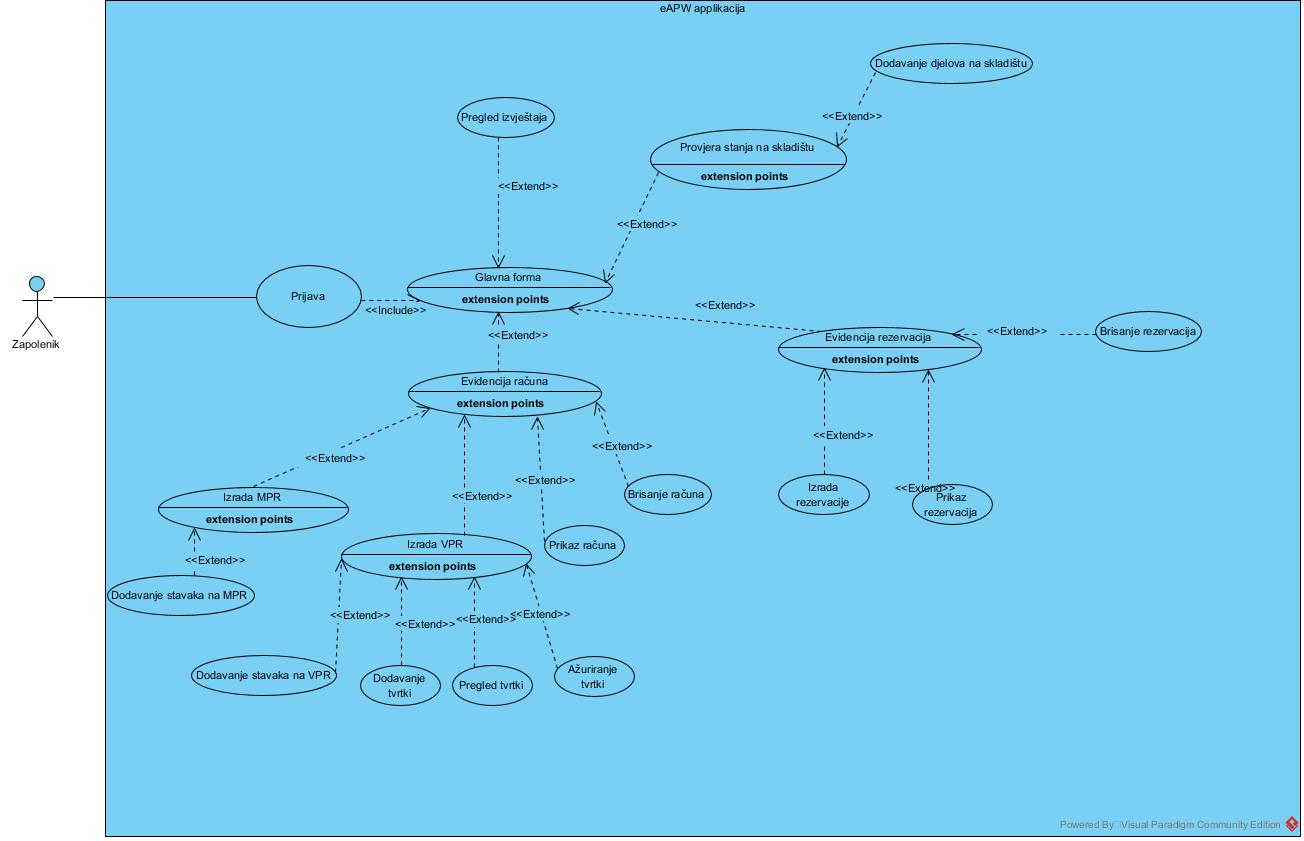 eAPW applikacija
Dodavanje djelova na skladištu
<<Extend>>
Pregled izvještaja
Provjera stanja na skladištu
extension points
<<Extend>>
<<Extend>>
Glavna forma
extension points
Prijava
<<Include>>
Zapolenik
<<Extend>>
<<Extend>>
Evidencija rezervacija
extension points
<<Extend>>
Brisanje rezervacija
Evidencija računa
extension points
<<Extend>>
<<Extend>>
<<Extend>>
<<Extend>>
<<Extend>>
<<Extend>>
<<Extend>>
Izrada MPR
extension points
Brisanje računa
Izrada
rezervacije
Prikaz
rezervacija
Izrada VPR
extension points
Prikaz računa
<<Extend>>
Dodavanje stavaka na MPR
<<Extend>>
<<Extend>>
<<Extend>>
<<Extend>>
Dodavanje stavaka na VPR
Dodavanje
tvrtki
Pregled tvrtki
Ažuriranje
tvrtki
Powered By Visual Paradigm Community Edition